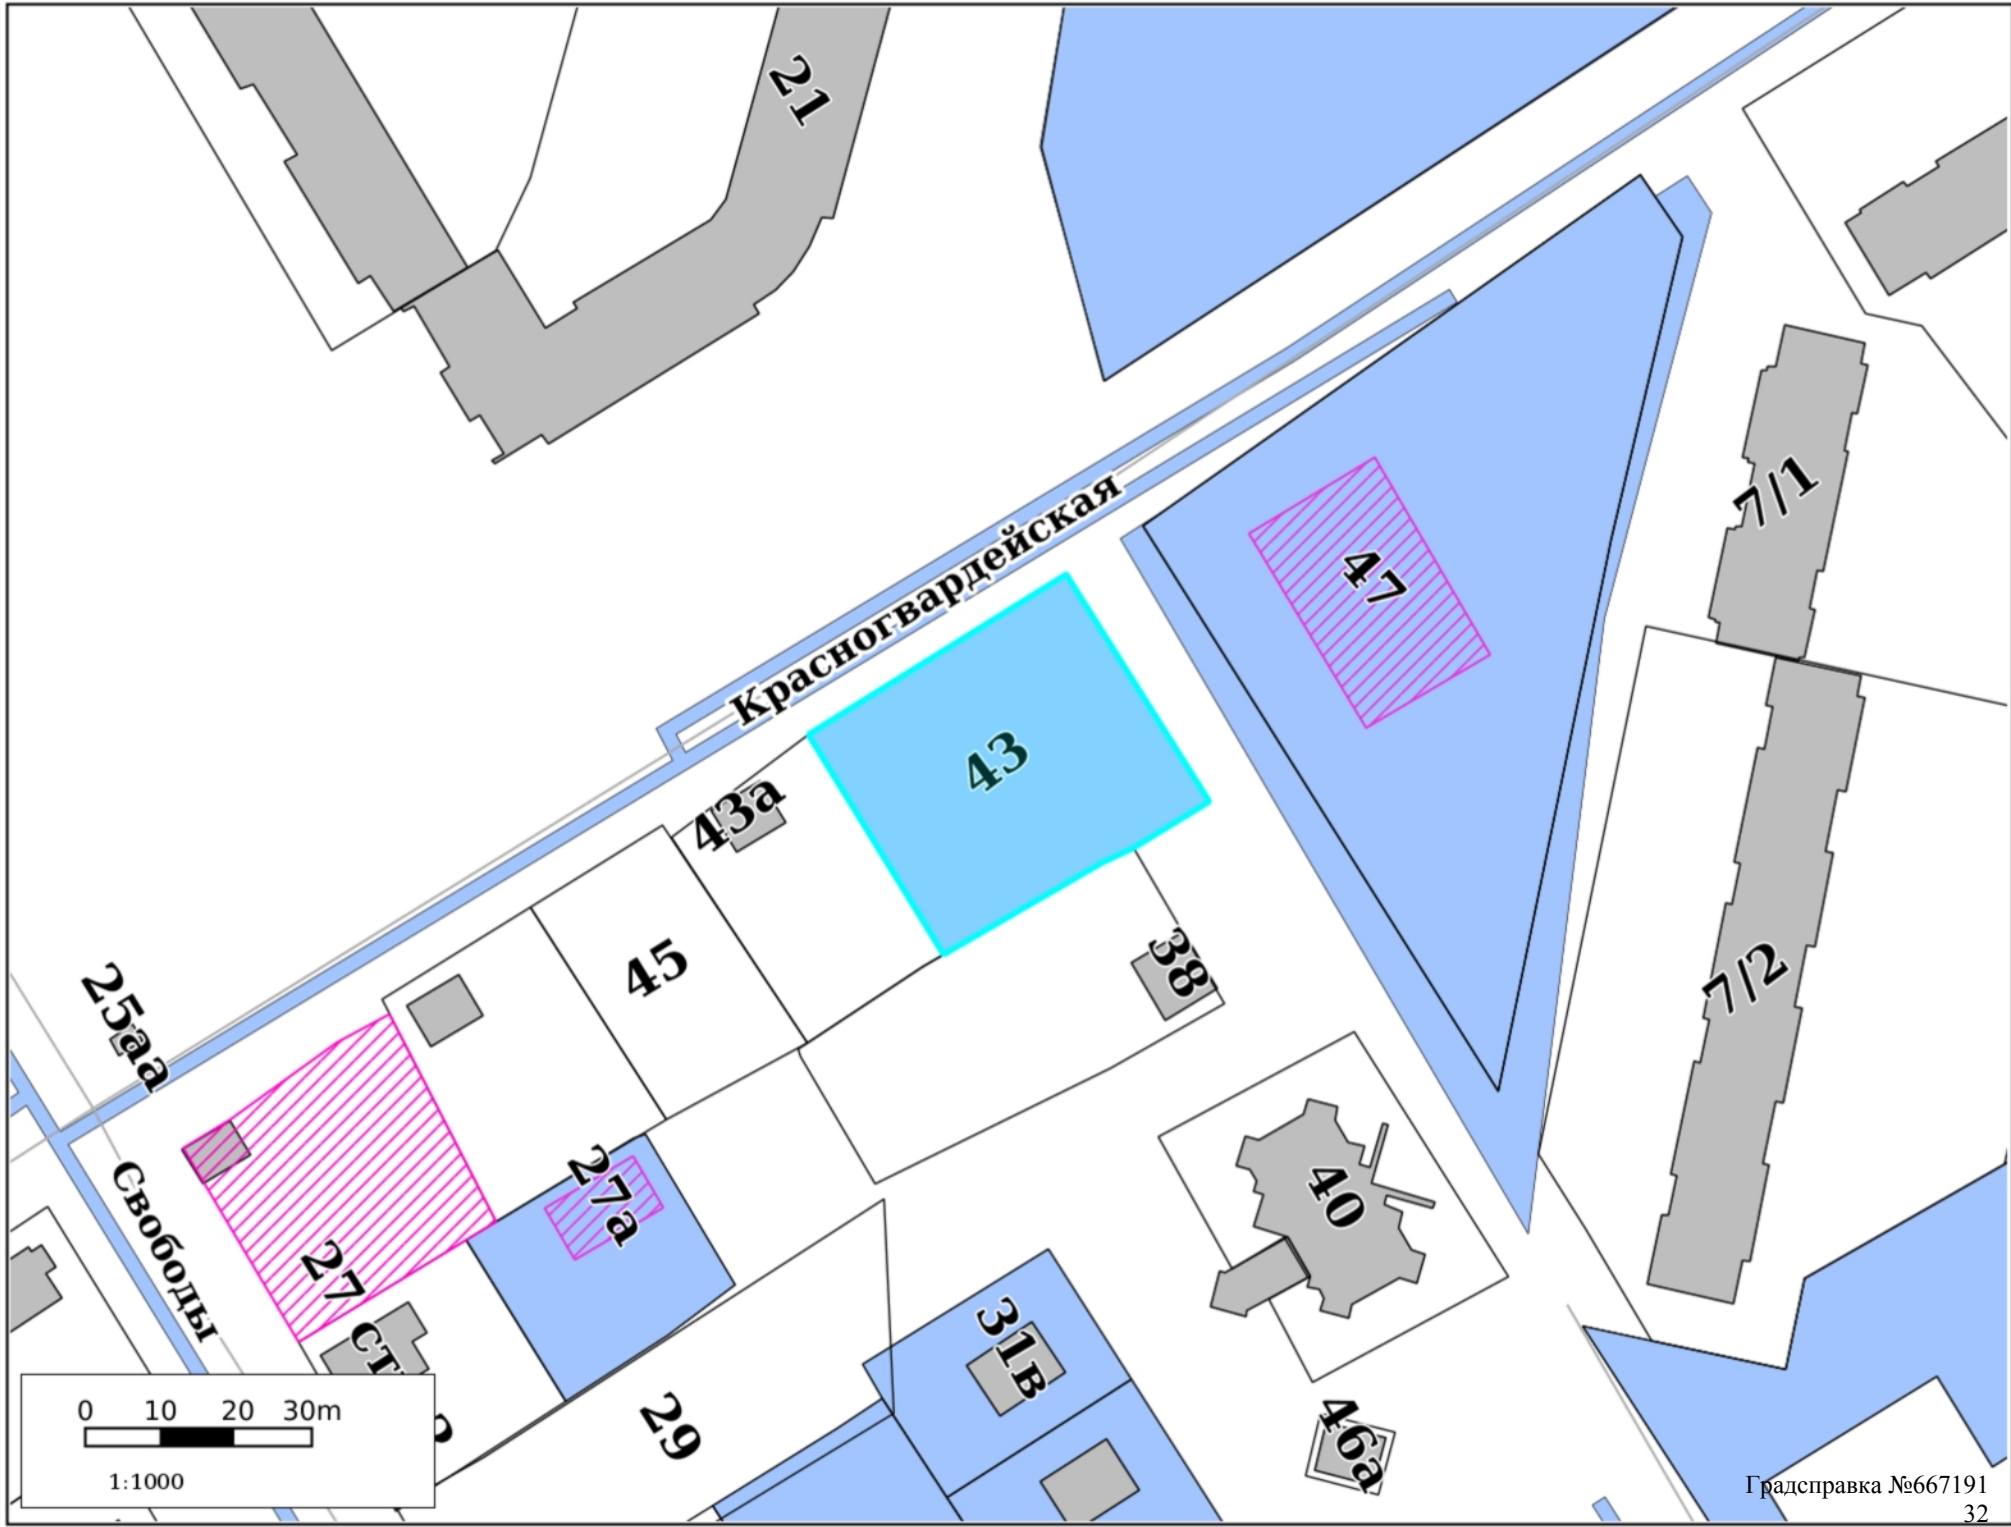 21
7/1
47
Красногвардейская
43
43а
38
45
7/2
25аа
27а
40
Свободы
27
31в
29
46а
0 10 20 30m
1:1000
Градсправка №667191
32